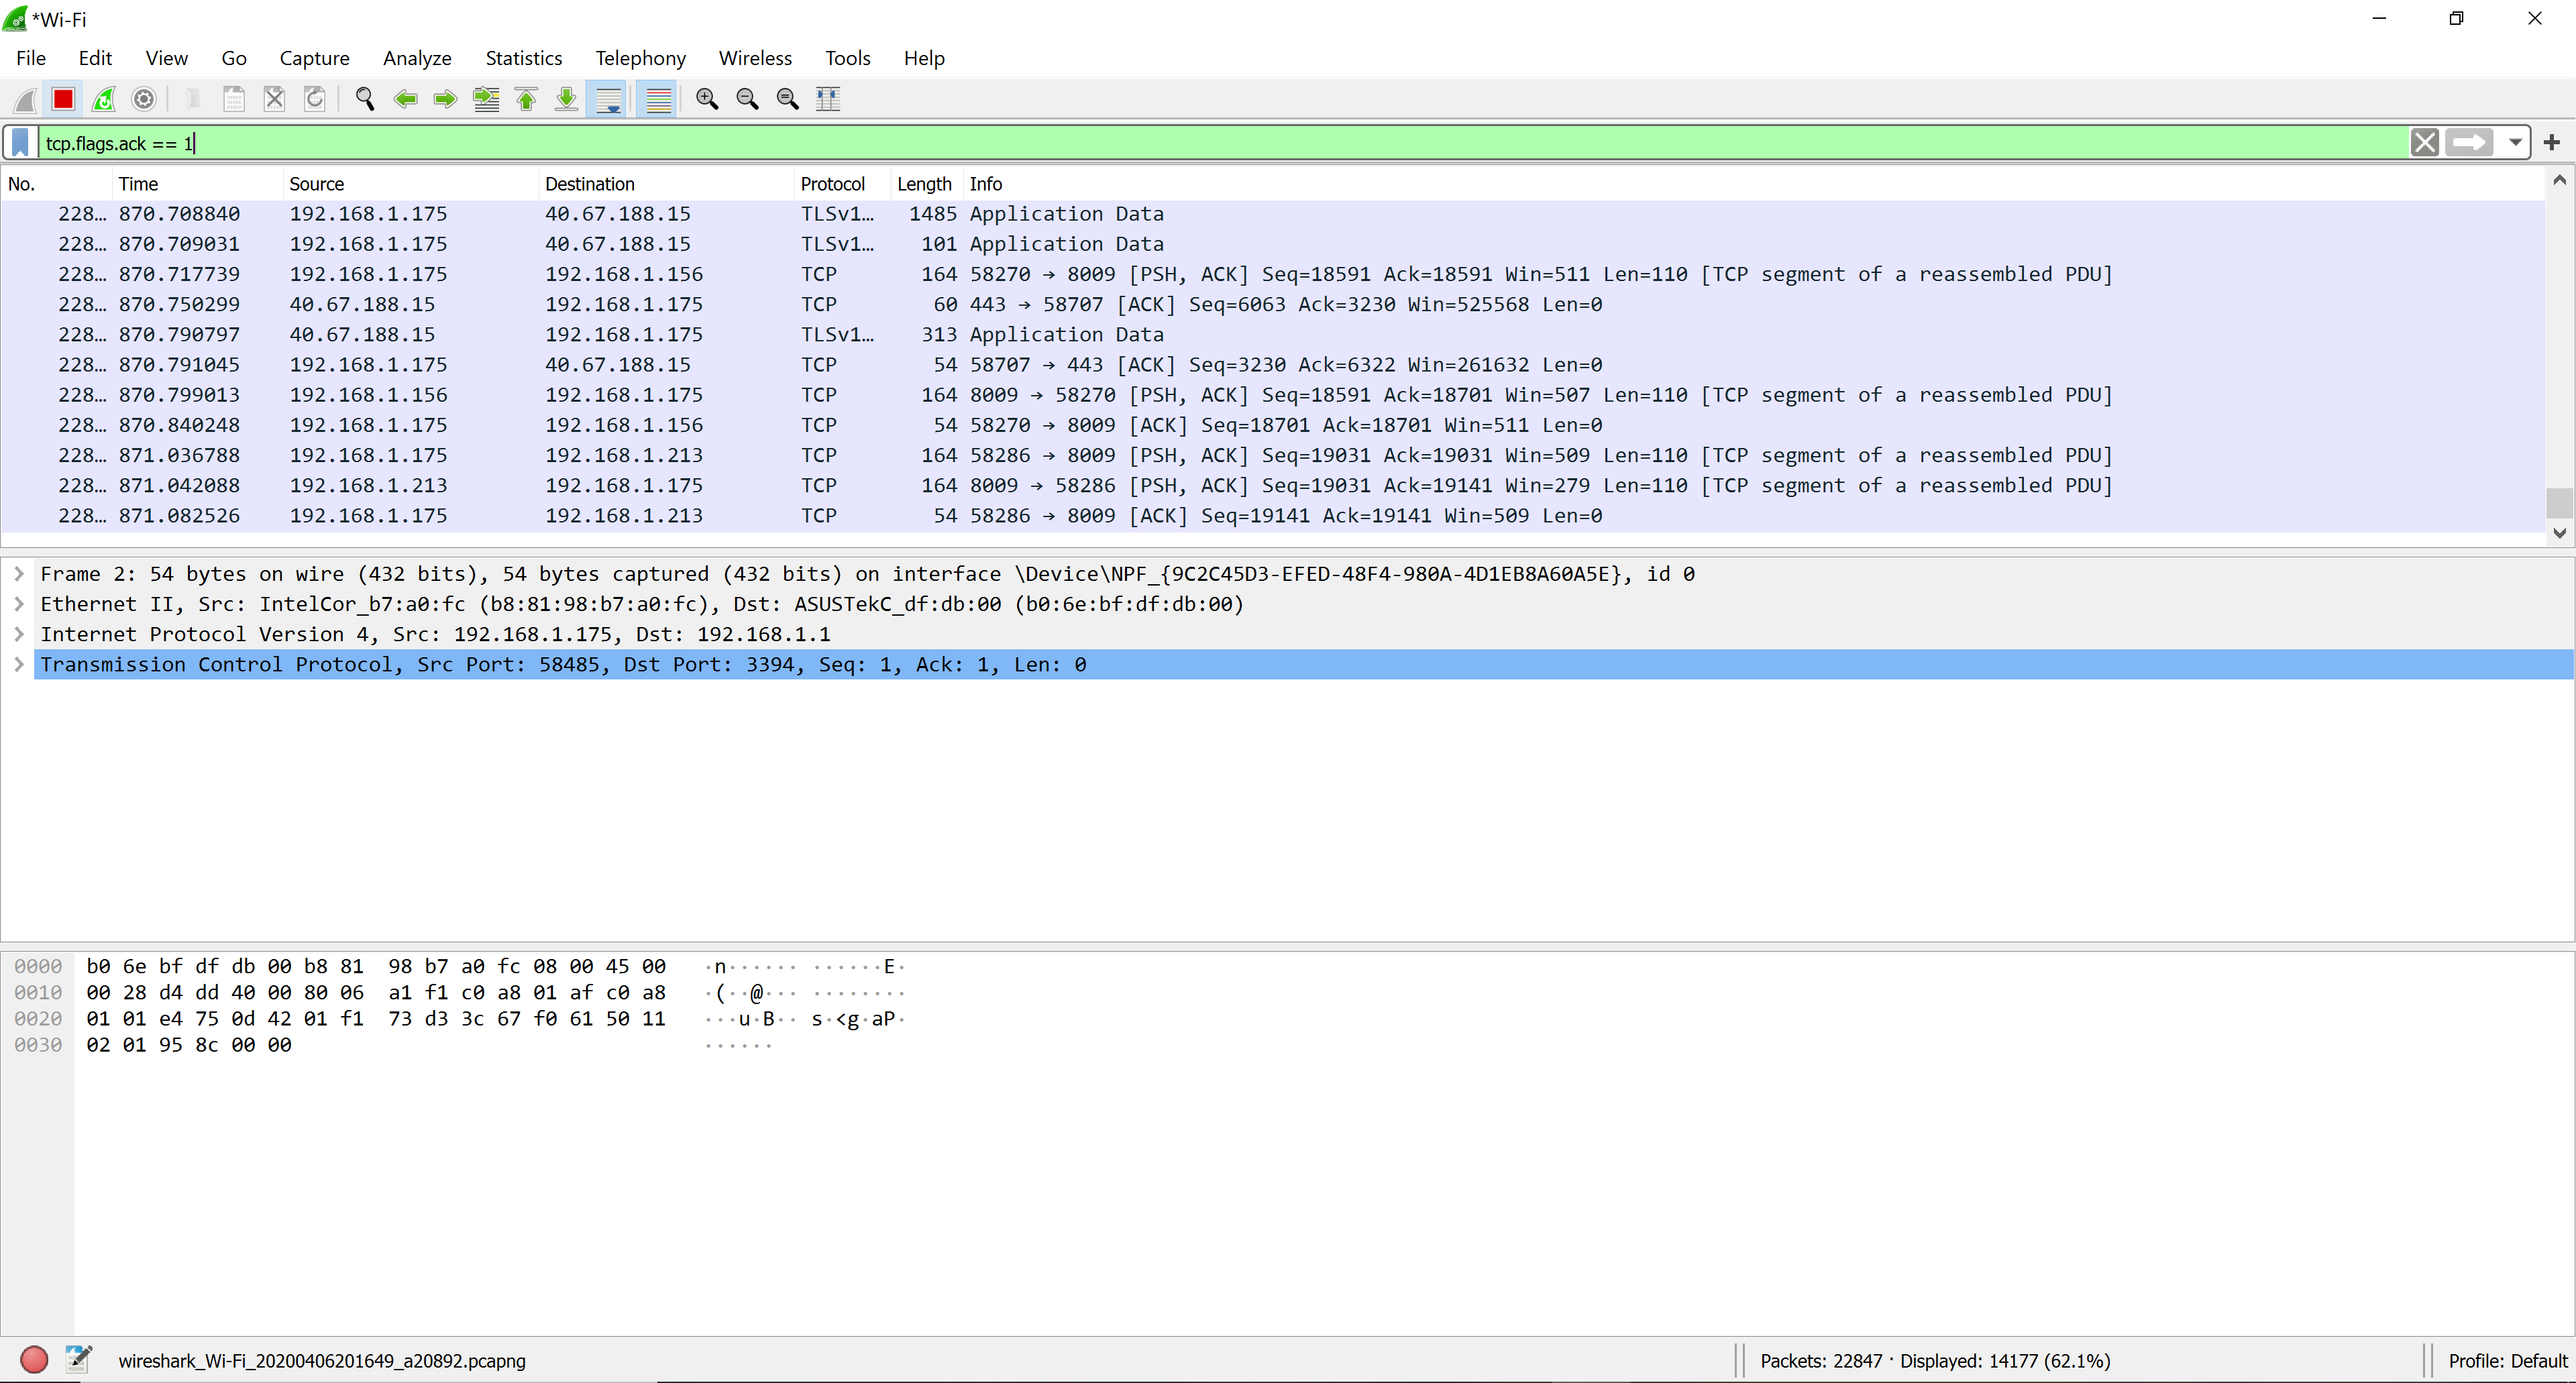 *Wi-Fi
File Edit View Go Capture Analyze Statistics Telephony Wireless Tools Help
tcp.flags.ack == 1
No. Time Source Destination Protocol Length Info
228… 870.708840 192.168.1.175 40.67.188.15 TLSv1… 1485 Application Data
228… 870.709031 192.168.1.175 40.67.188.15 TLSv1… 101 Application Data
228… 870.717739 192.168.1.175 192.168.1.156 TCP 164 58270 → 8009 [PSH, ACK] Seq=18591 Ack=18591 Win=511 Len=110 [TCP segment of a reassembled PDU]
228… 870.750299 40.67.188.15 192.168.1.175 TCP 60 443 → 58707 [ACK] Seq=6063 Ack=3230 Win=525568 Len=0
228… 870.790797 40.67.188.15 192.168.1.175 TLSv1… 313 Application Data
228… 870.791045 192.168.1.175 40.67.188.15 TCP 54 58707 → 443 [ACK] Seq=3230 Ack=6322 Win=261632 Len=0
228… 870.799013 192.168.1.156 192.168.1.175 TCP 164 8009 → 58270 [PSH, ACK] Seq=18591 Ack=18701 Win=507 Len=110 [TCP segment of a reassembled PDU]
228… 870.840248 192.168.1.175 192.168.1.156 TCP 54 58270 → 8009 [ACK] Seq=18701 Ack=18701 Win=511 Len=0
228… 871.036788 192.168.1.175 192.168.1.213 TCP 164 58286 → 8009 [PSH, ACK] Seq=19031 Ack=19031 Win=509 Len=110 [TCP segment of a reassembled PDU]
228… 871.042088 192.168.1.213 192.168.1.175 TCP 164 8009 → 58286 [PSH, ACK] Seq=19031 Ack=19141 Win=279 Len=110 [TCP segment of a reassembled PDU]
228… 871.082526 192.168.1.175 192.168.1.213 TCP 54 58286 → 8009 [ACK] Seq=19141 Ack=19141 Win=509 Len=0
Frame 2: 54 bytes on wire (432 bits), 54 bytes captured (432 bits) on interface \Device\NPF_{9C2C45D3-EFED-48F4-980A-4D1EB8A60A5E}, id 0
Ethernet II, Src: IntelCor_b7:a0:fc (b8:81:98:b7:a0:fc), Dst: ASUSTekC_df:db:00 (b0:6e:bf:df:db:00)
Internet Protocol Version 4, Src: 192.168.1.175, Dst: 192.168.1.1
Transmission Control Protocol, Src Port: 58485, Dst Port: 3394, Seq: 1, Ack: 1, Len: 0
0000 b0 6e bf df db 00 b8 81 98 b7 a0 fc 08 00 45 00 ·n······ ······E·
0010 00 28 d4 dd 40 00 80 06 a1 f1 c0 a8 01 af c0 a8 ·(··@··· ········
0020 01 01 e4 75 0d 42 01 f1 73 d3 3c 67 f0 61 50 11 ···u·B·· s·<g·aP·
0030 02 01 95 8c 00 00 ······
wireshark_Wi-Fi_20200406201649_a20892.pcapng Packets: 22847 · Displayed: 14177 (62.1%) Profile: Default